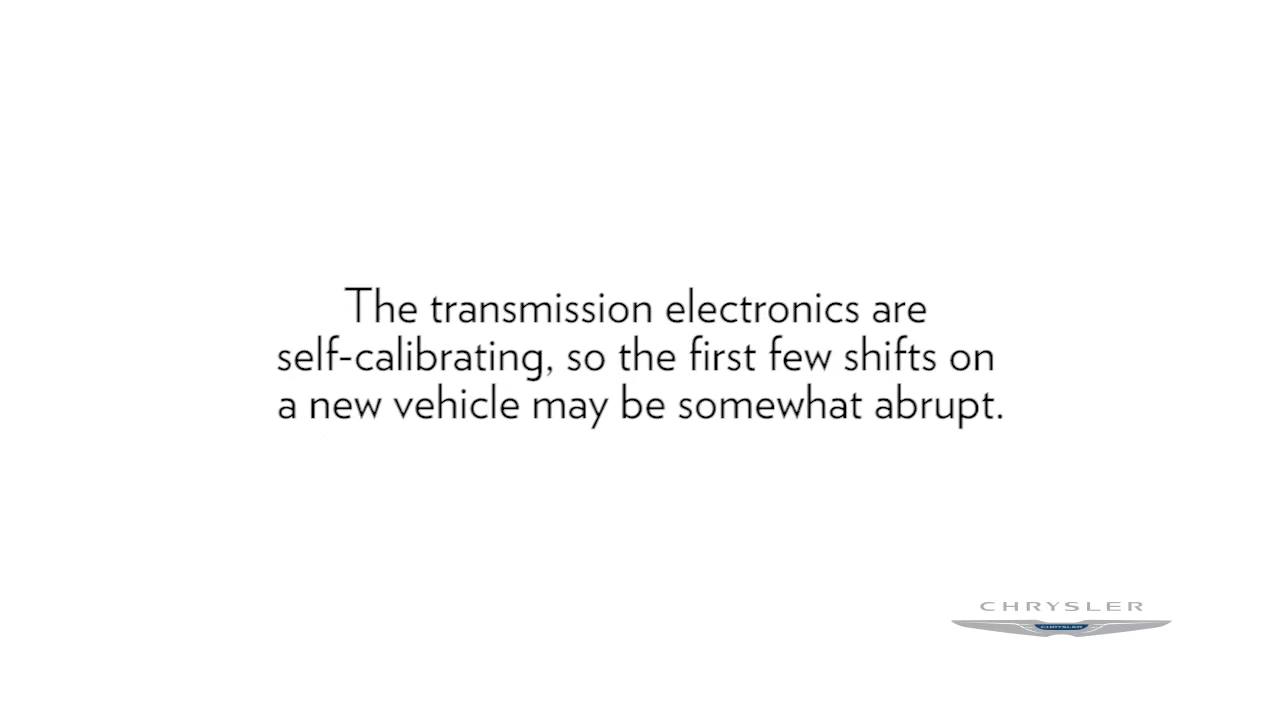 The transmission electronics are
self-calibrating, so the first few shifts on
a new vehicle may be somewhat abrupt.
CHRYSLER
CHRYSLER